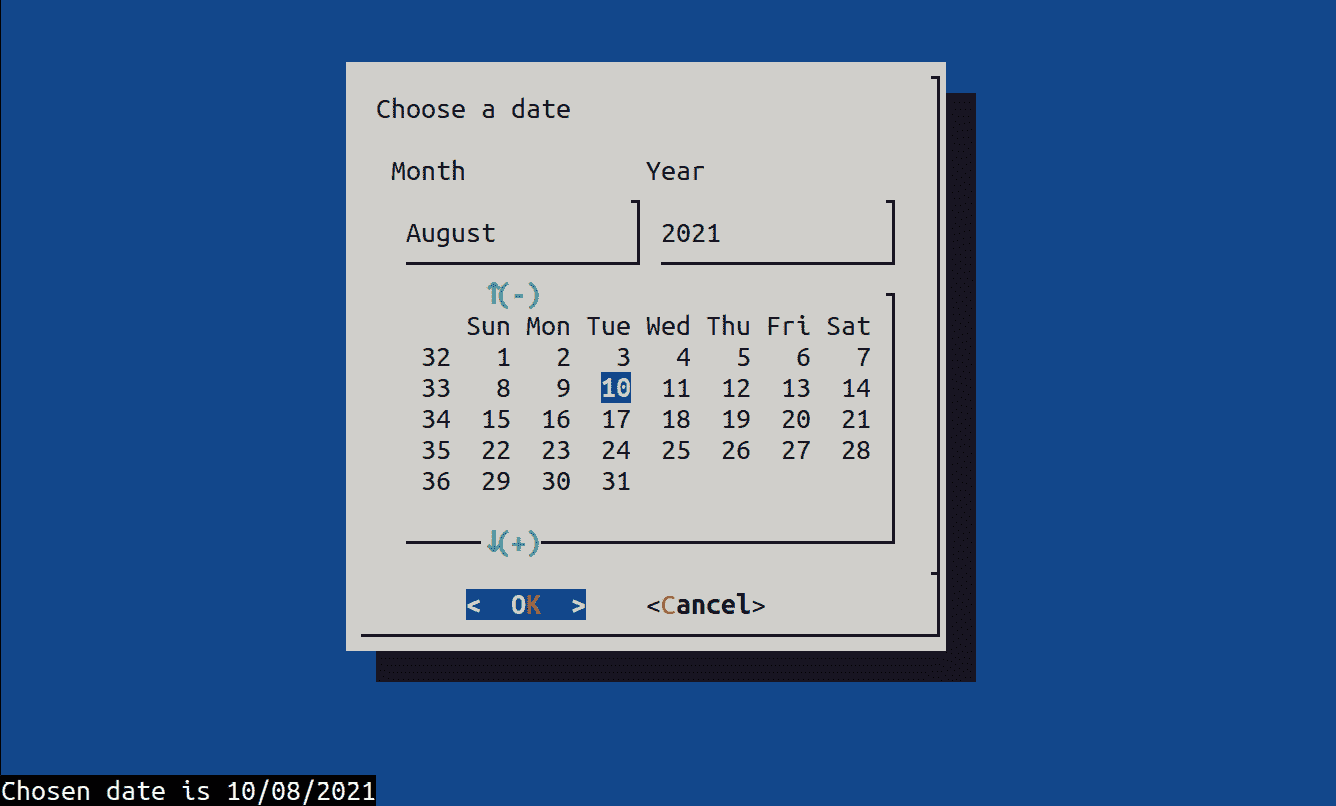 Choose a date
Month Year
August 2021
↑(-)
Sun Mon Tue Wed Thu Fri Sat
32 1 2 3 4 5 6 7
33 8 9 10 11 12 13 14
34 15 16 17 18 19 20 21
35 22 23 24 25 26 27 28
36 29 30 31
↓(+)
< OK > <Cancel>
Chosen date is 10/08/2021